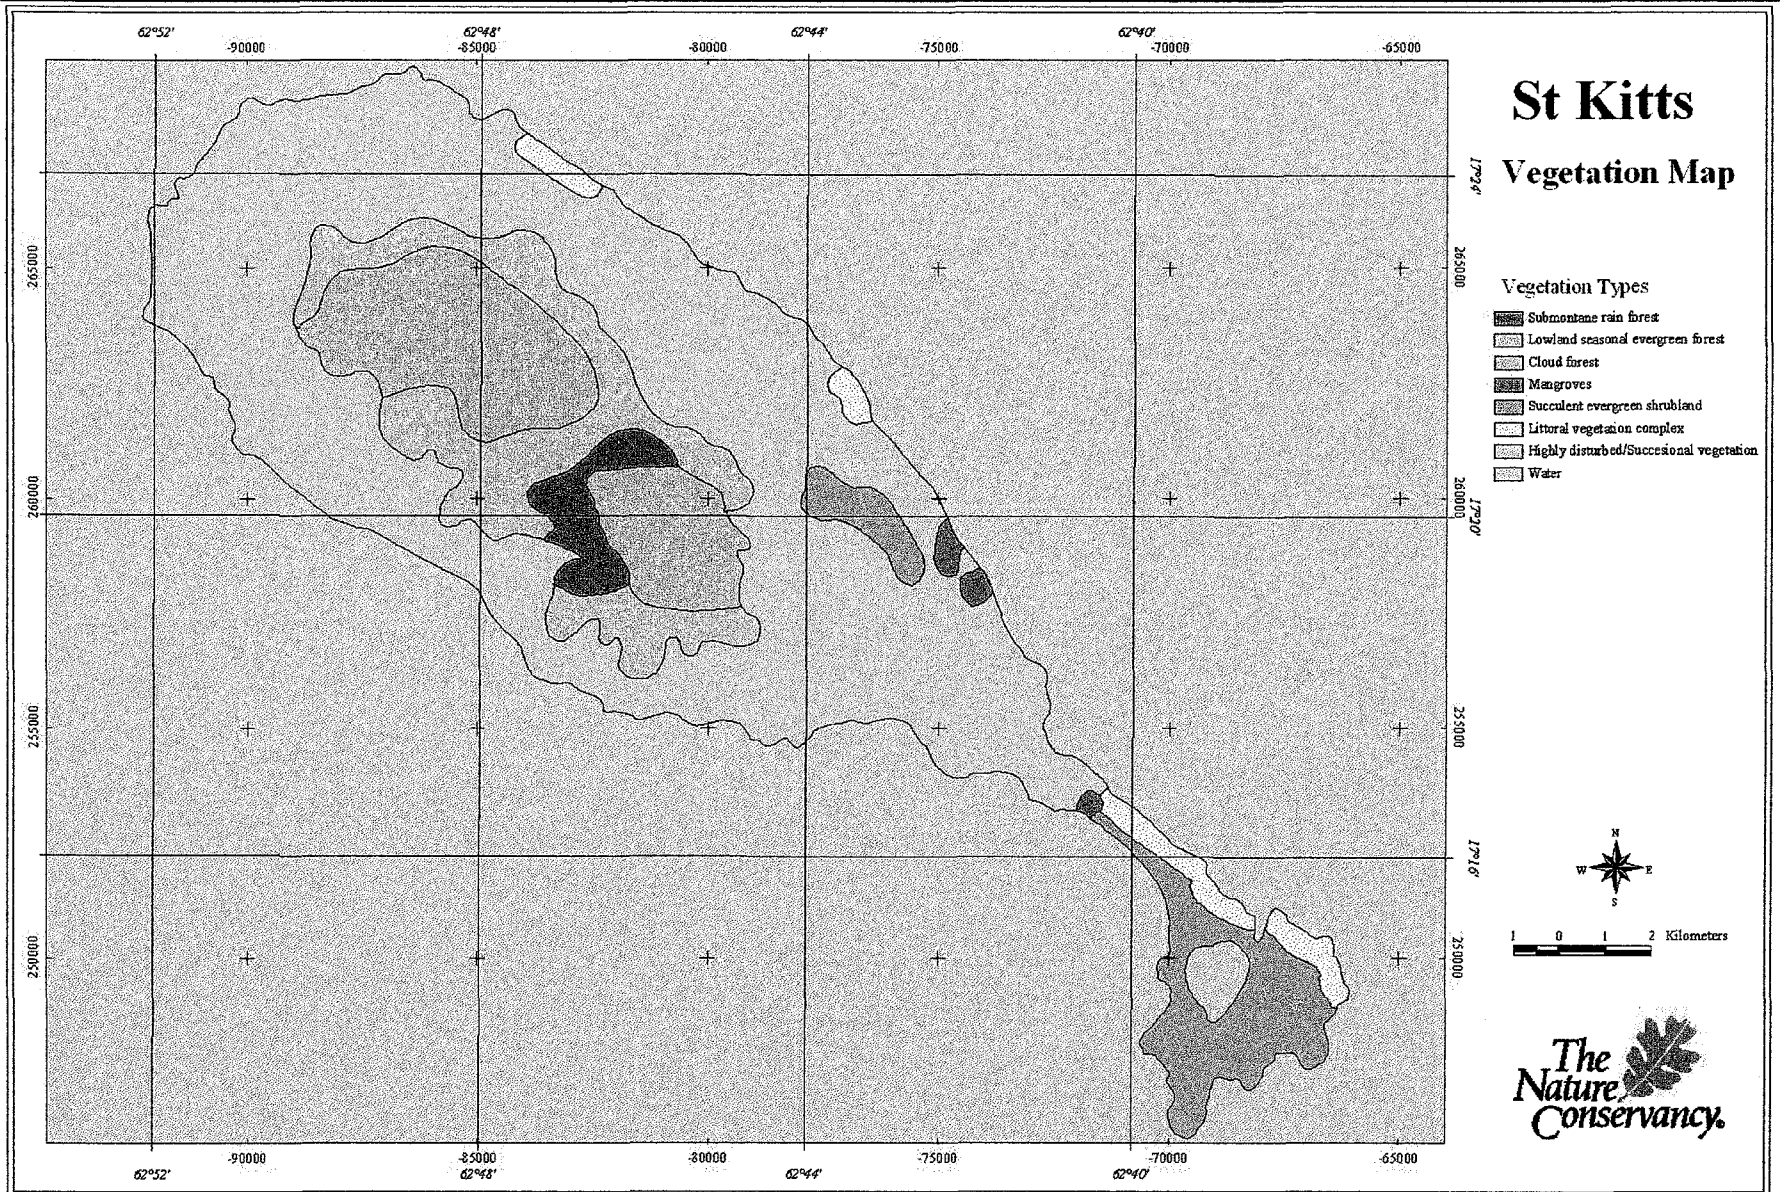 62°52' 62°48' 62°44' 62°40'
-90000 -85000 -80000 -75000 -70000 -65000
St Kitts
Vegetation Map
17°24'
265000 265000
Vegetation Types
Submontane rain forest
Lowland seasonal evergreen forest
Cloud forest
Mangroves
Succulent evergreen shrubland
Littoral vegetation complex
Highly disturbed/Succesional vegetation
Water
260000 260000
17°20'
255000 255000
17°16'
N
W E
S
1 0 1 2 Kilometers
250000 250000
The
Nature
Conservancy®
-90000 -85000 -80000 -75000 -70000 -65000
62°52' 62°48' 62°44' 62°40'